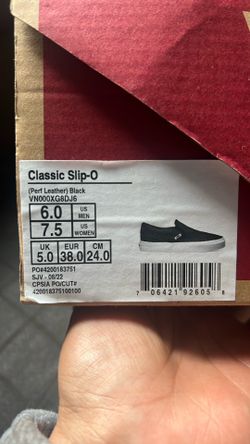 Classic Slip-O
(Perf Leather) Black
VN000XG8DJ6
6.0 US MEN
7.5 US WOMEN
UK EUR CM
5.0 38.0 24.0
PO#4200183751
SJV - 06/22
CPSIA PO/CUT#
420018375100100
7 06421 92605 8